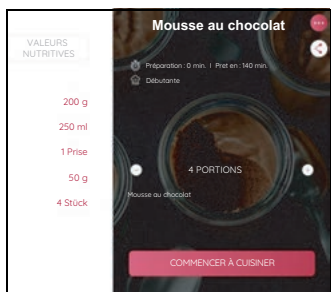 Mousse au chocolat
VALEURS
NUTRITIVES
Préparation : 0 min. | Pret en : 140 min.
Débutante
200 g
250 ml
1 Prise
50 g
4 Stück
4 PORTIONS
Mousse au chocolat
COMMENCER À CUISINER